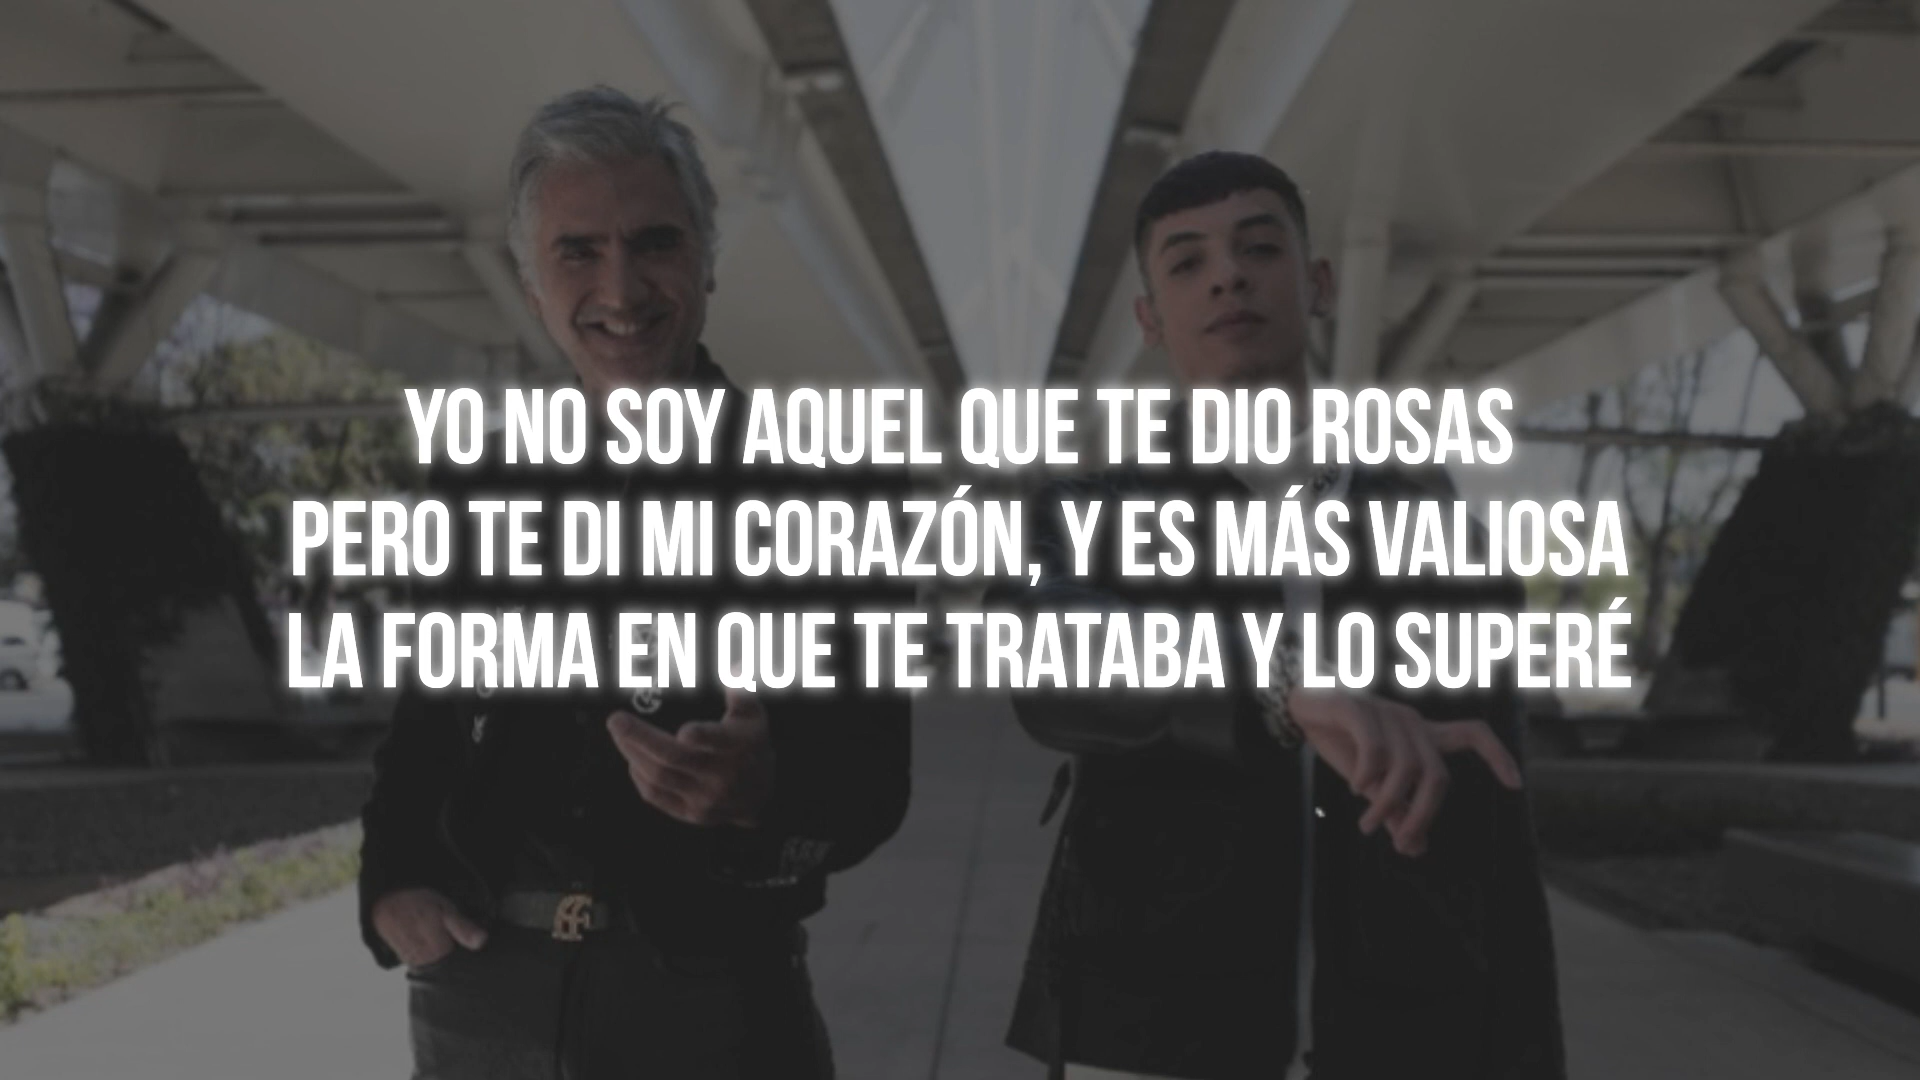 YO NO SOY AQUEL QUE TE DIO ROSAS
PERO TE DI MI CORAZÓN, Y ES MÁS VALIOSA
LA FORMA EN QUE TE TRATABA Y LO SUPERÉ